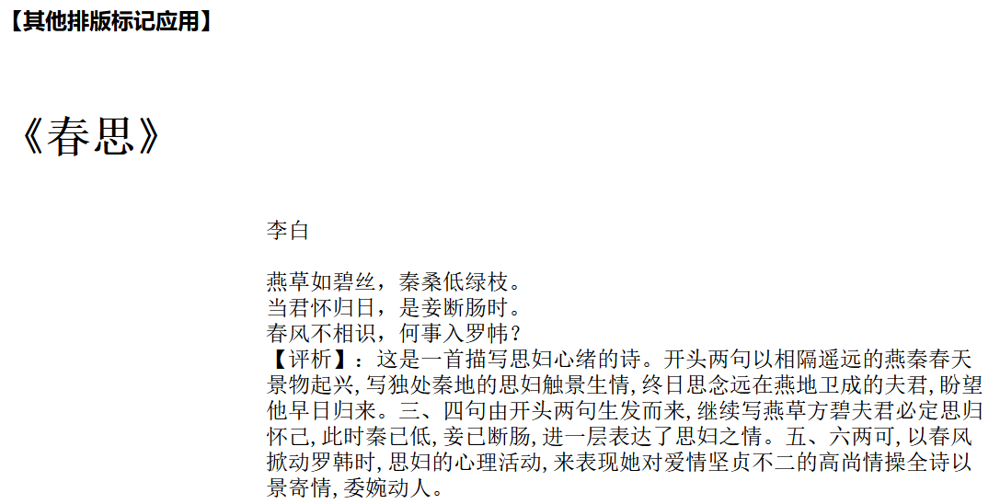 【其他排版标记应用】
《春思》
李白
燕草如碧丝，秦桑低绿枝。
当君怀归日，是妾断肠时。
春风不相识，何事入罗帏？
【评析】：这是一首描写思妇心绪的诗。开头两句以相隔遥远的燕秦春天
景物起兴,写独处秦地的思妇触景生情,终日思念远在燕地卫成的夫君,盼望
他早日归来。三、四句由开头两句生发而来,继续写燕草方碧夫君必定思归
怀己,此时秦已低,妾已断肠,进一层表达了思妇之情。五、六两可,以春风
掀动罗韩时,思妇的心理活动,来表现她对爱情坚贞不二的高尚情操全诗以
景寄情,委婉动人。